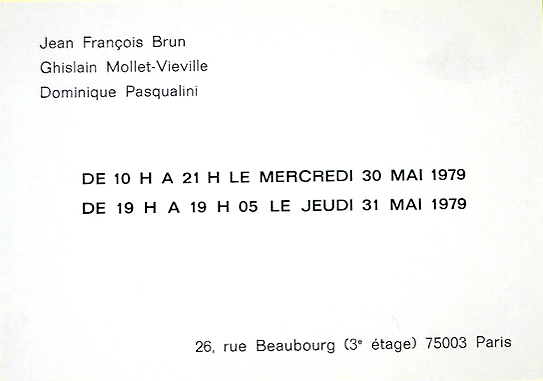 Jean François Brun
Ghislain Mollet-Vieville
Dominique Pasqualini
DE 10 H A 21 H LE MERCREDI 30 MAI 1979
DE 19 H A 19 H 05 LE JEUDI 31 MAI 1979
26, rue Beaubourg (3e étage) 75003 Paris